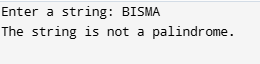 Enter a string: BISMA
The string is not a palindrome.